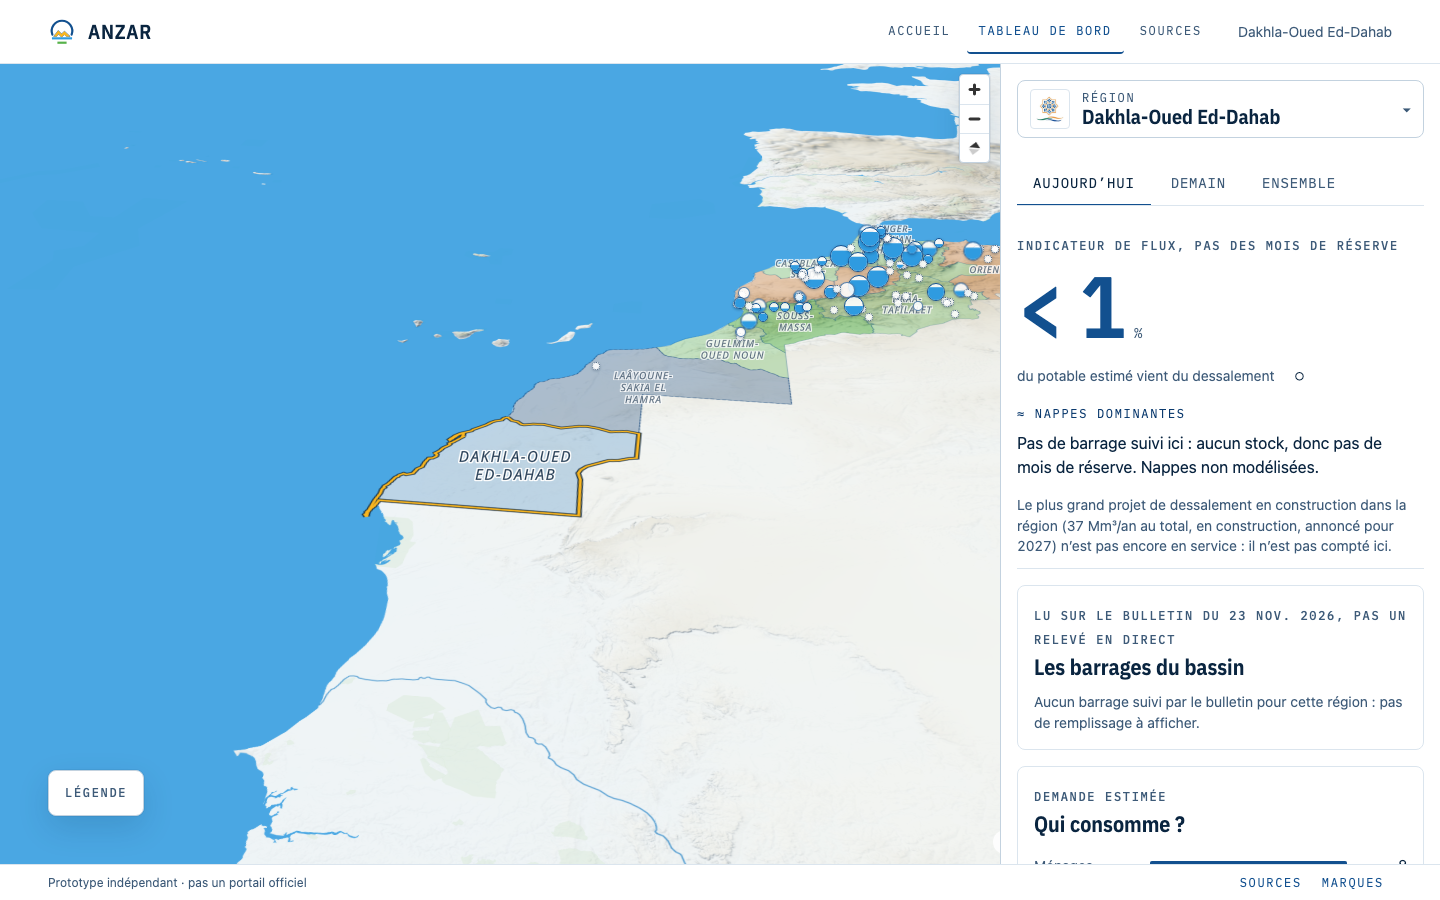 ANZAR
ACCUEIL
TABLEAU DE BORD
SOURCES
Dakhla-Oued Ed-Dahab
CASABLANCA-
ORIEN
SOUSS-
MASSA
TAFILALET
GUELMIM-
OUED NOUN
LAÂYOUNE-
SAKIA EL
HAMRA
DAKHLA-OUED
ED-DAHAB
LÉGENDE
RÉGION
Dakhla-Oued Ed-Dahab
AUJOURD’HUI
DEMAIN
ENSEMBLE
INDICATEUR DE FLUX, PAS DES MOIS DE RÉSERVE
< 1 %
du potable estimé vient du dessalement
≈ NAPPES DOMINANTES
Pas de barrage suivi ici : aucun stock, donc pas de
mois de réserve. Nappes non modélisées.
Le plus grand projet de dessalement en construction dans la
région (37 Mm³/an au total, en construction, annoncé pour
2027) n’est pas encore en service : il n’est pas compté ici.
LU SUR LE BULLETIN DU 23 NOV. 2026, PAS UN
RELEVÉ EN DIRECT
Les barrages du bassin
Aucun barrage suivi par le bulletin pour cette région : pas
de remplissage à afficher.
DEMANDE ESTIMÉE
Qui consomme ?
Ménages
Prototype indépendant · pas un portail officiel
SOURCES
MARQUES